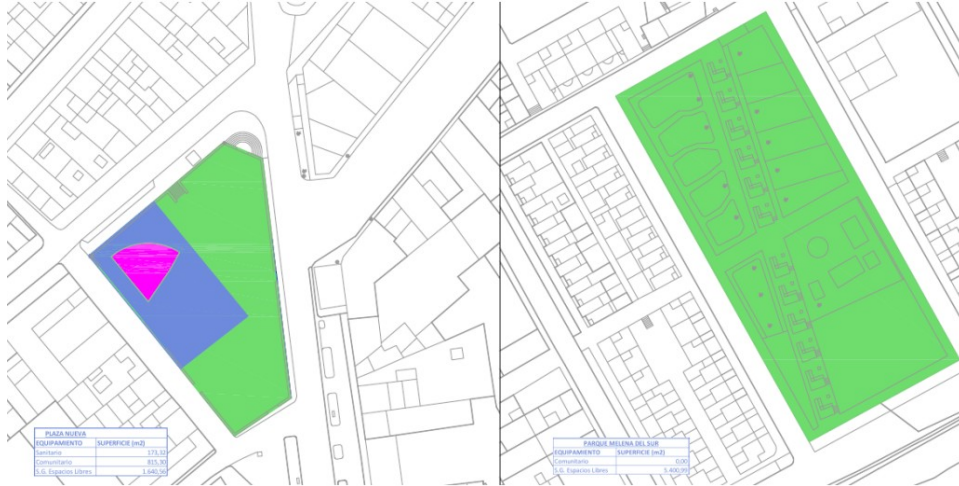 PLAZA NUEVA
EQUIPAMIENTO SUPERFICIE (m2)
Sanitario 173,32
Comunitario 815,30
S.G. Espacios Libres 1.640,56
PARQUE MELENA DEL SUR
EQUIPAMIENTO SUPERFICIE (m2)
Comunitario 0,00
S.G. Espacios Libres 5.400,99